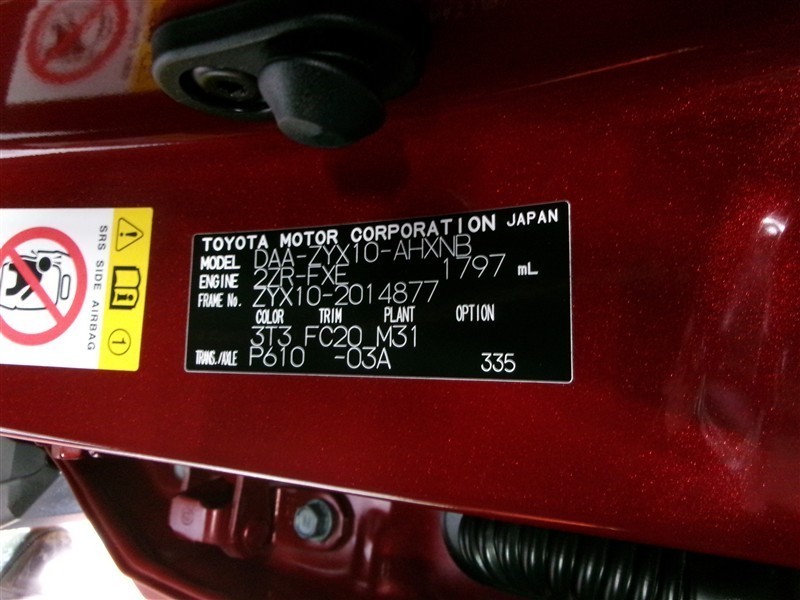 TOYOTA MOTOR CORPORATION JAPAN
MODEL DAA-ZYX10-AHXNB
ENGINE 2ZR-FXE 1797 mL
FRAME No. ZYX10-2014877
COLOR TRIM PLANT OPTION
3T3 FC20 M31
TRANS./AXLE P610 -03A 335
SRS SIDE AIRBAG
1